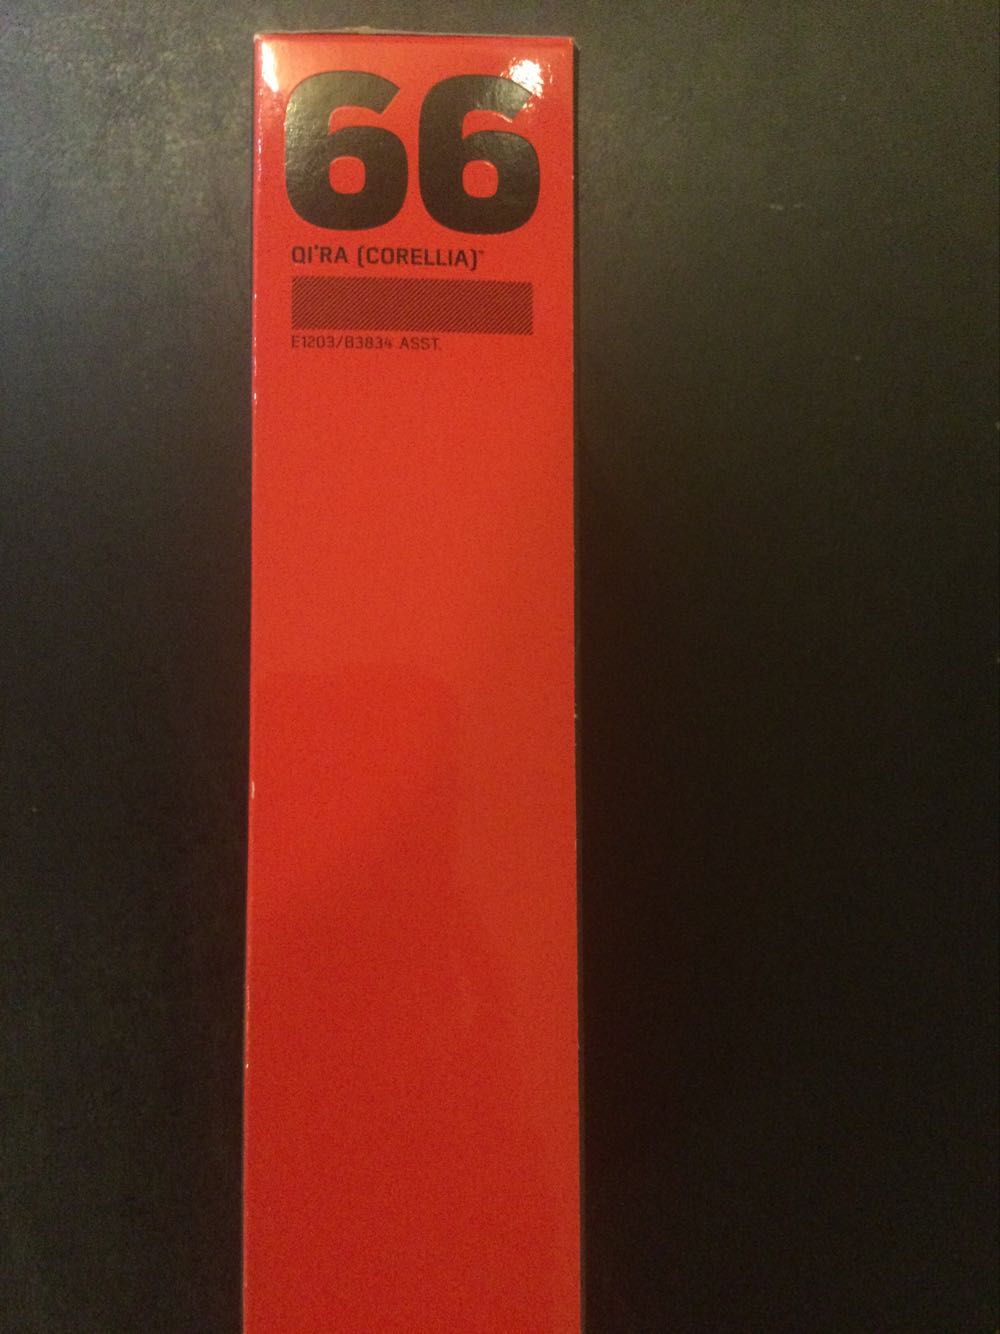 66
QI'RA (CORELLIA)™
E1203/B3834 ASST.